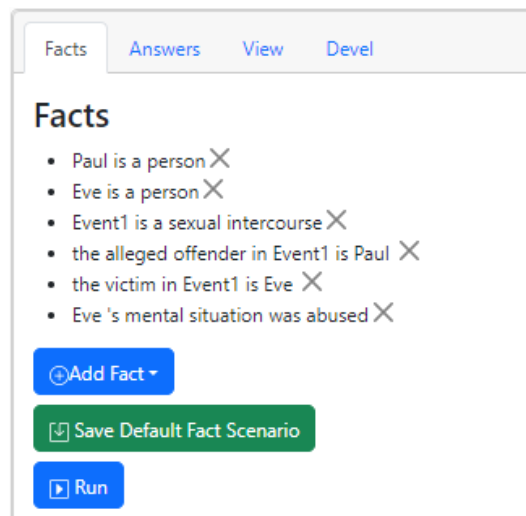 Facts Answers View Devel
Facts
Paul is a person
Eve is a person
Event1 is a sexual intercourse
the alleged offender in Event1 is Paul
the victim in Event1 is Eve
Eve 's mental situation was abused
Add Fact
Save Default Fact Scenario
Run